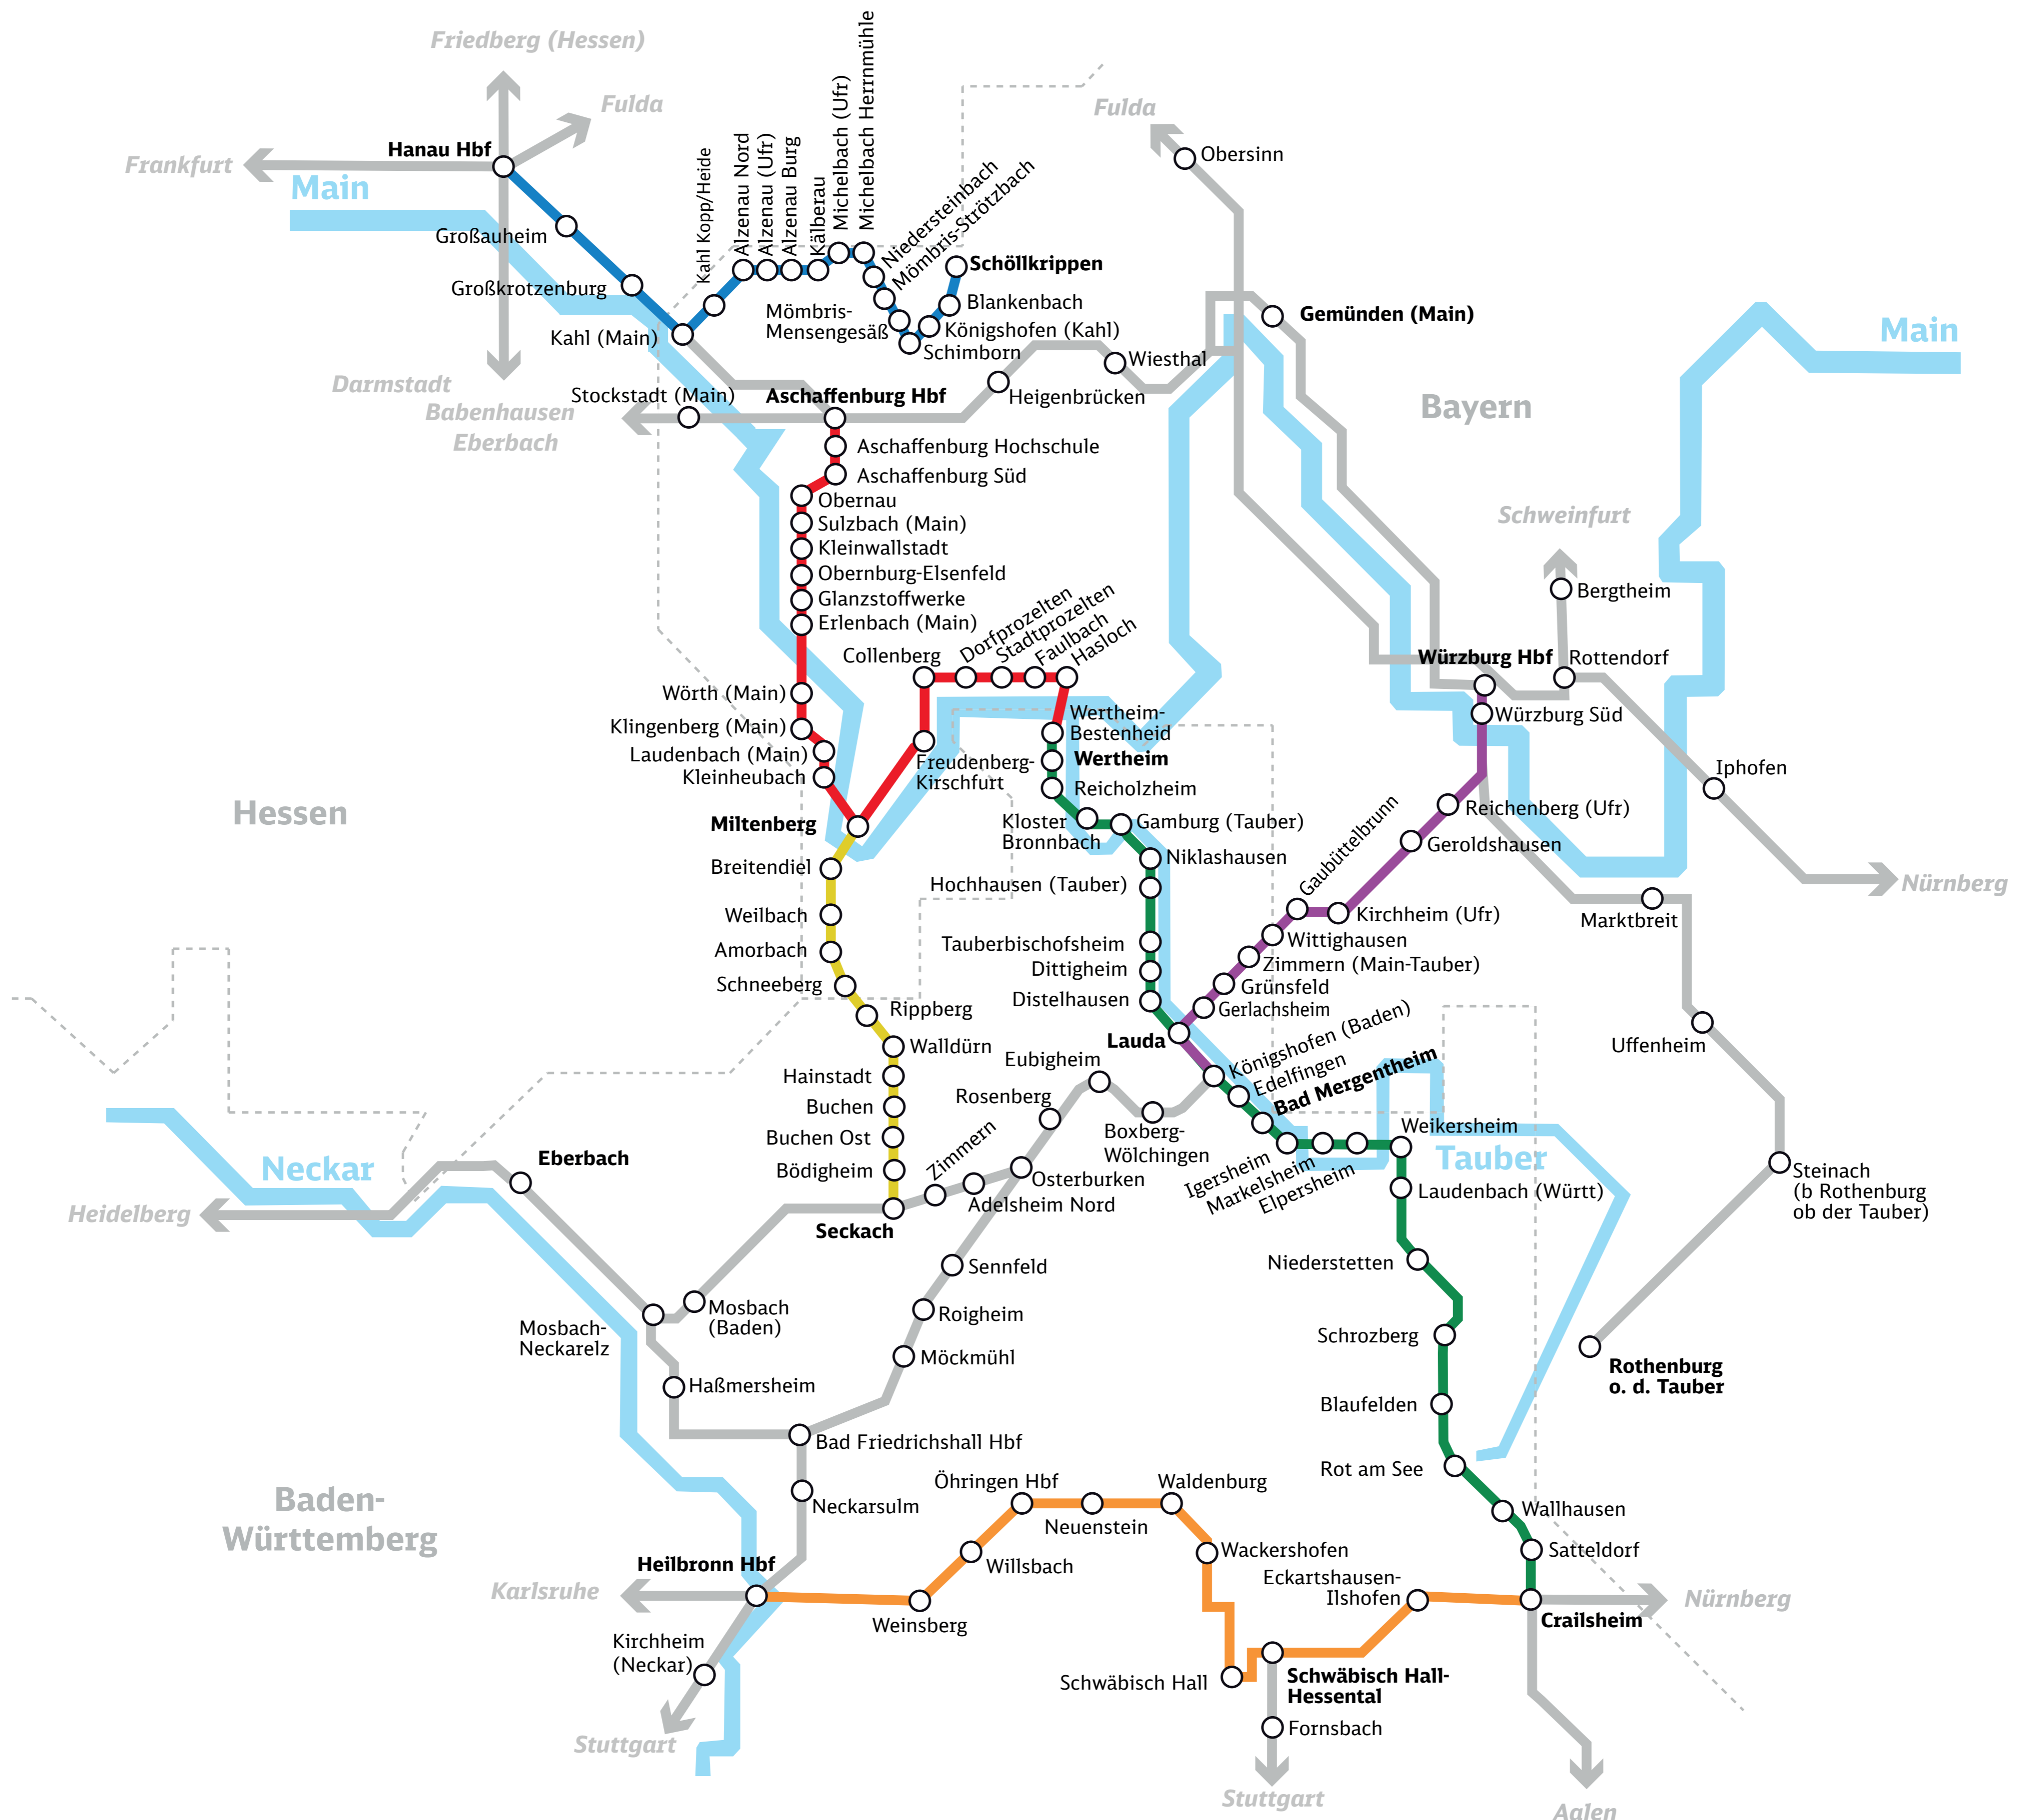 Friedberg (Hessen)
Fulda
Frankfurt
Hanau Hbf
Main
Großauheim
Großkrotzenburg
Kahl (Main)
Kahl Kopp/Heide
Alzenau Nord
Alzenau (Ufr)
Alzenau Burg
Kälberau
Michelbach (Ufr)
Michelbach Herrnmühle
Niedersteinbach
Mömbris-Strötzbach
Mömbris-
Mensengesäß
Schimborn
Königshofen (Kahl)
Blankenbach
Schöllkrippen
Fulda
Obersinn
Gemünden (Main)
Main
Bayern
Darmstadt
Babenhausen
Eberbach
Stockstadt (Main)
Aschaffenburg Hbf
Heigenbrücken
Wiesthal
Aschaffenburg Hochschule
Aschaffenburg Süd
Obernau
Sulzbach (Main)
Kleinwallstadt
Obernburg-Elsenfeld
Glanzstoffwerke
Erlenbach (Main)
Wörth (Main)
Klingenberg (Main)
Laudenbach (Main)
Kleinheubach
Miltenberg
Freudenberg-
Kirschfurt
Collenberg
Dorfprozelten
Stadtprozelten
Faulbach
Hasloch
Wertheim-
Bestenheid
Wertheim
Reicholzheim
Kloster
Bronnbach
Gamburg (Tauber)
Niklashausen
Hochhausen (Tauber)
Tauberbischofsheim
Dittigheim
Distelhausen
Lauda
Schweinfurt
Bergtheim
Würzburg Hbf
Rottendorf
Würzburg Süd
Iphofen
Nürnberg
Reichenberg (Ufr)
Geroldshausen
Kirchheim (Ufr)
Gaubüttelbrunn
Wittighausen
Zimmern (Main-Tauber)
Grünsfeld
Gerlachsheim
Marktbreit
Uffenheim
Steinach
(b Rothenburg
ob der Tauber)
Rothenburg
o. d. Tauber
Hessen
Breitendiel
Weilbach
Amorbach
Schneeberg
Rippberg
Walldürn
Hainstadt
Buchen
Buchen Ost
Bödigheim
Seckach
Zimmern
Adelsheim Nord
Osterburken
Rosenberg
Eubigheim
Boxberg-
Wölchingen
Königshofen (Baden)
Edelfingen
Bad Mergentheim
Igersheim
Markelsheim
Elpersheim
Weikersheim
Tauber
Laudenbach (Württ)
Niederstetten
Schrozberg
Blaufelden
Rot am See
Wallhausen
Satteldorf
Crailsheim
Nürnberg
Aalen
Neckar
Heidelberg
Eberbach
Mosbach-
Neckarelz
Mosbach
(Baden)
Haßmersheim
Sennfeld
Roigheim
Möckmühl
Bad Friedrichshall Hbf
Neckarsulm
Baden-
Württemberg
Heilbronn Hbf
Karlsruhe
Kirchheim
(Neckar)
Stuttgart
Weinsberg
Willsbach
Öhringen Hbf
Neuenstein
Waldenburg
Wackershofen
Schwäbisch Hall
Schwäbisch Hall-
Hessental
Eckartshausen-
Ilshofen
Fornsbach
Stuttgart